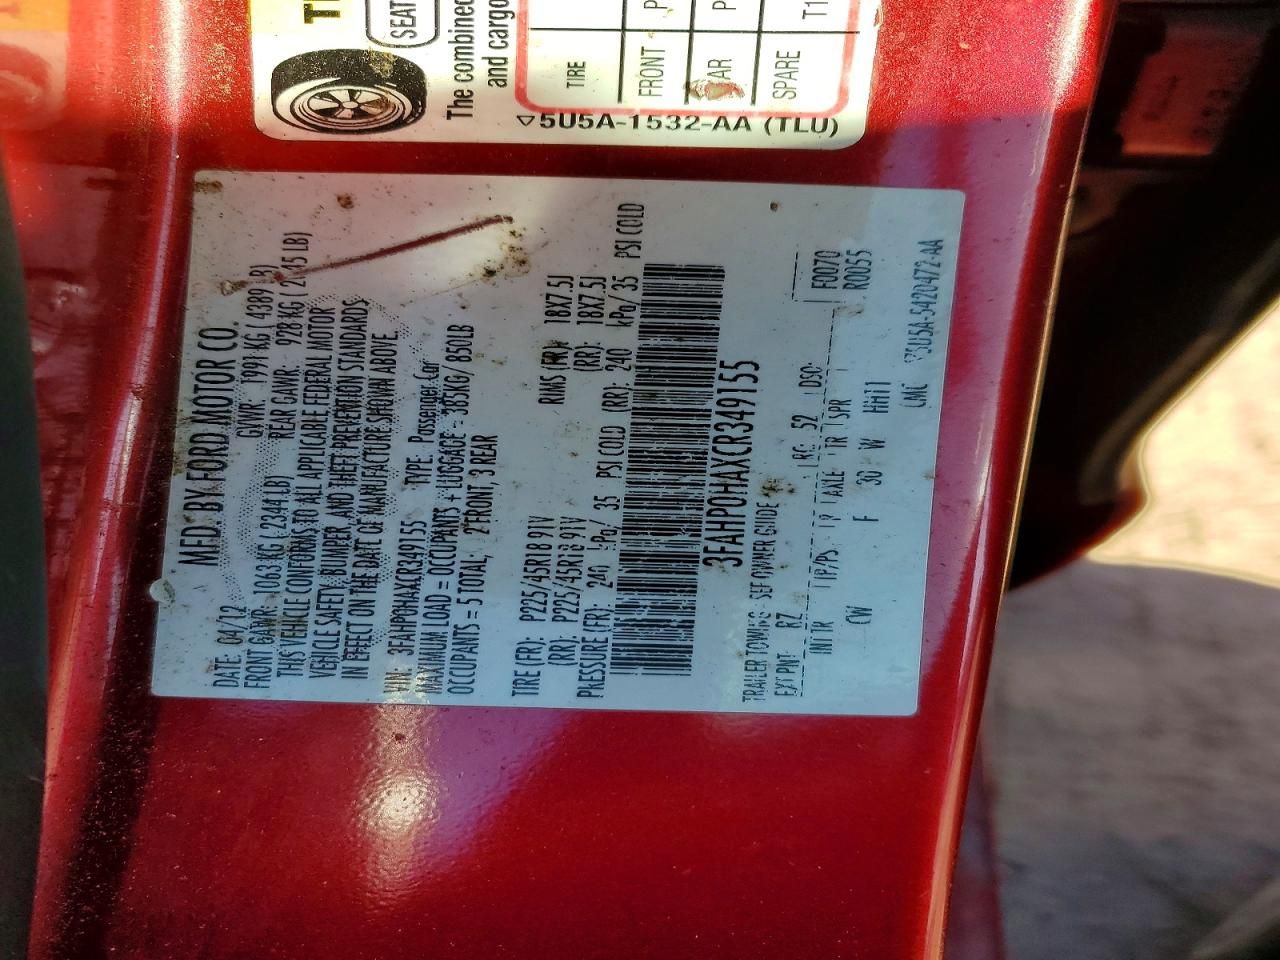 SEAT
The combined
and cargo
TIRE
FRONT P
P
SPARE T1
5U5A-1532-AA (TLU)
MFD. BY FORD MOTOR CO.
DATE: 04/12 GVWR: 1991 KG ( 4389 LB)
FRONT GAWR: 1063 KG ( 2344 LB) REAR GAWR: 928 KG
THIS VEHICLE CONFORMS TO ALL APPLICABLE FEDERAL MOTOR
VEHICLE SAFETY, BUMPER, AND THEFT PREVENTION STANDARDS
IN EFFECT ON THE DATE OF MANUFACTURE SHOWN ABOVE.
VIN: 3FAHP0HAXCR349155 TYPE: Passenger Car
MAXIMUM LOAD = OCCUPANTS + LUGGAGE = 385KG/850LB
OCCUPANTS = 5 TOTAL, 2 FRONT, 3 REAR
TIRE (FR): P225/45R18 91V RIMS (FR): 18X7.5J
(RR): P225/45R18 91V (RR): 18X7.5J
PRESSURE (FR): 240 kPa/ 35 PSI COLD (RR): 240 kPa/ 35 PSI COLD
3FAHP0HAXCR349155
TRAILER TOWING - SEE OWNER GUIDE
EXT PNT: RZ RC: 52 DSO: F0070
INT TR TP/PS AXLE TR SPR R0055
CW F W HH11
5U5A-5420472-AA